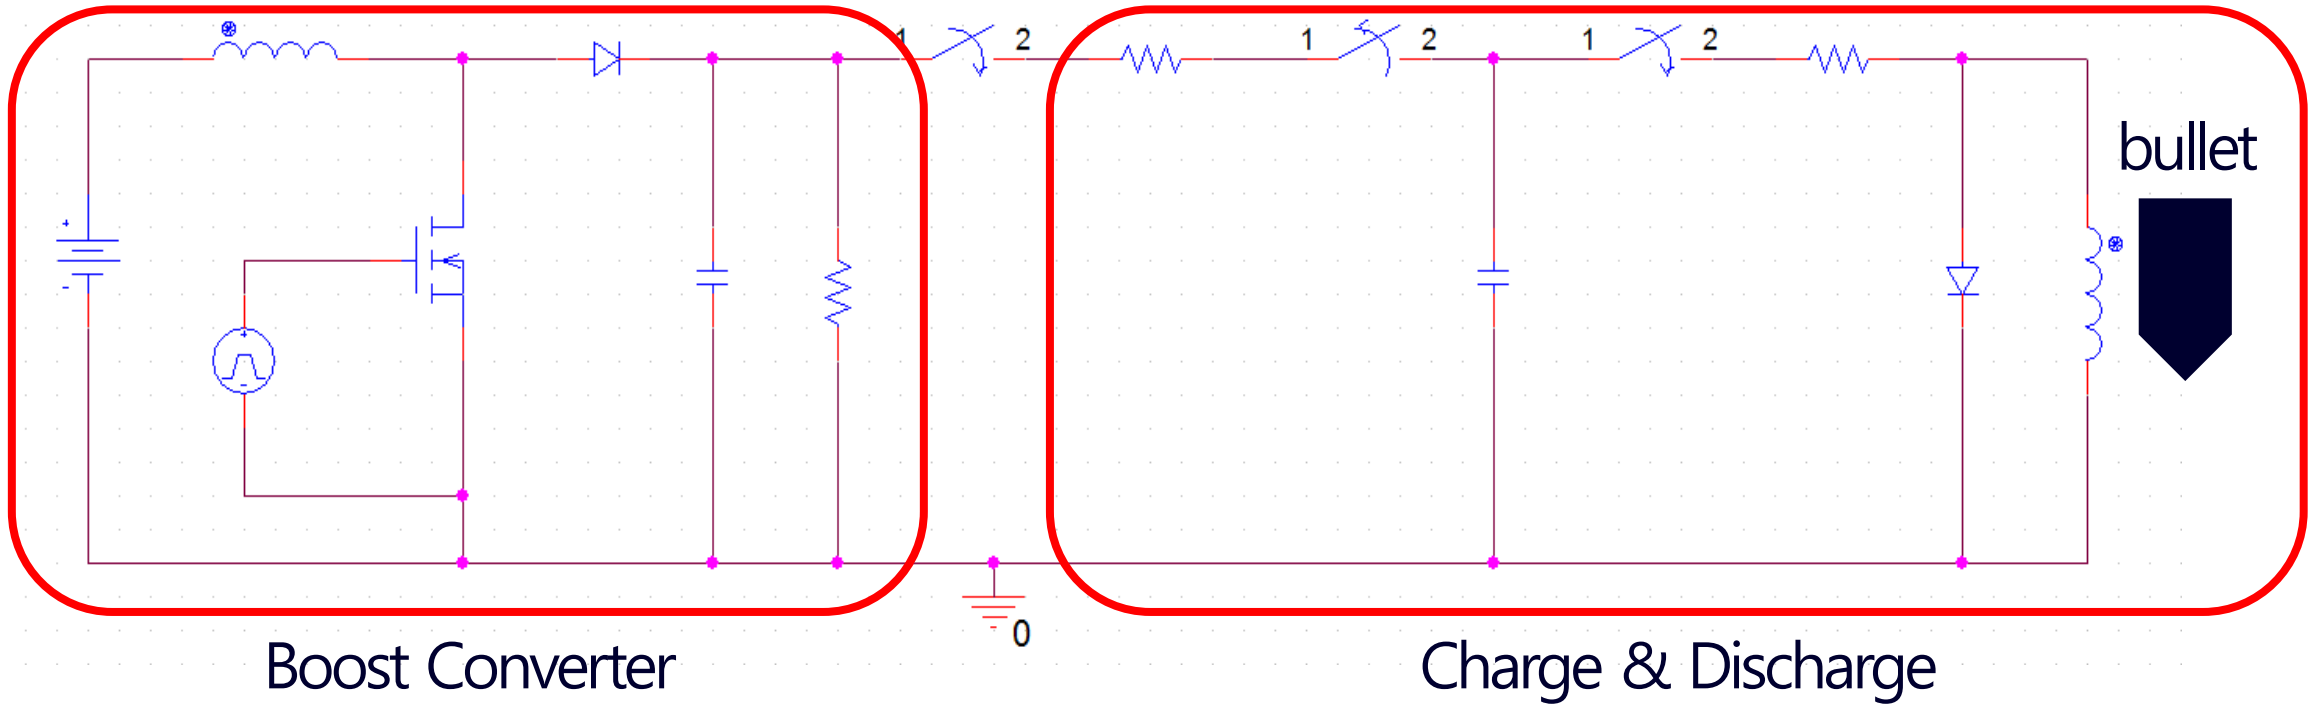 1 2 1 2 1 2
bullet
+
-
+
-
0
Boost Converter
Charge & Discharge